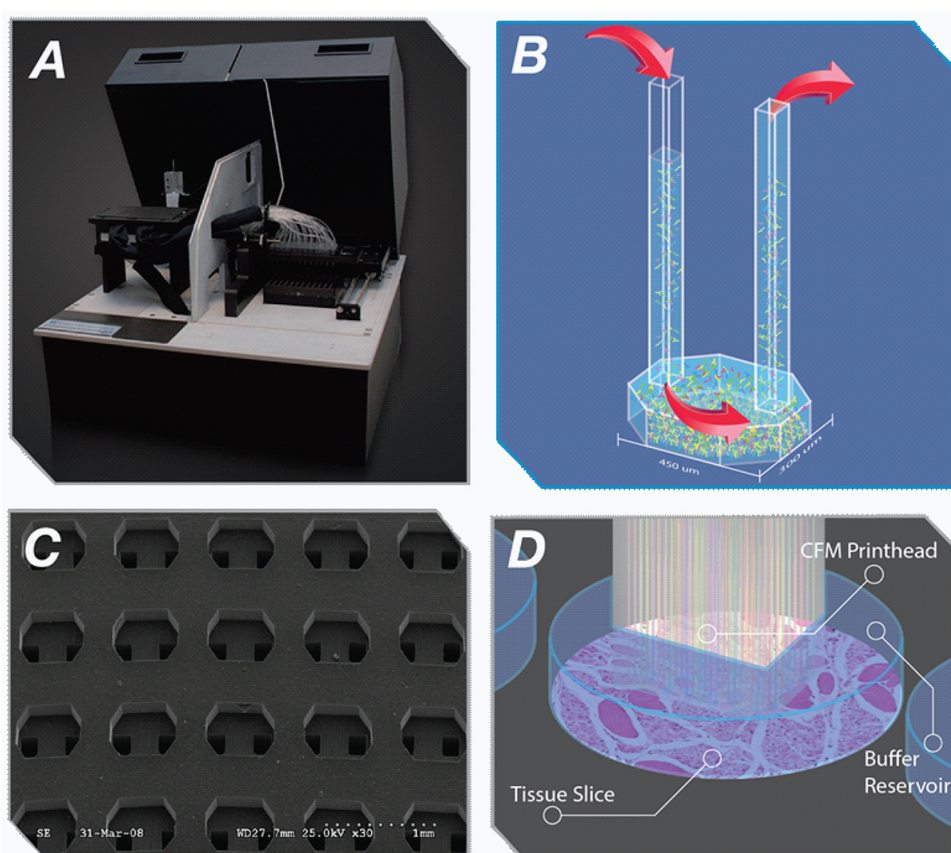 A
B
450 um
300 um
C
SE 31-Mar-08 WD27.7mm 25.0kV x30 1mm
D
CFM Printhead
Buffer
Reservoir
Tissue Slice